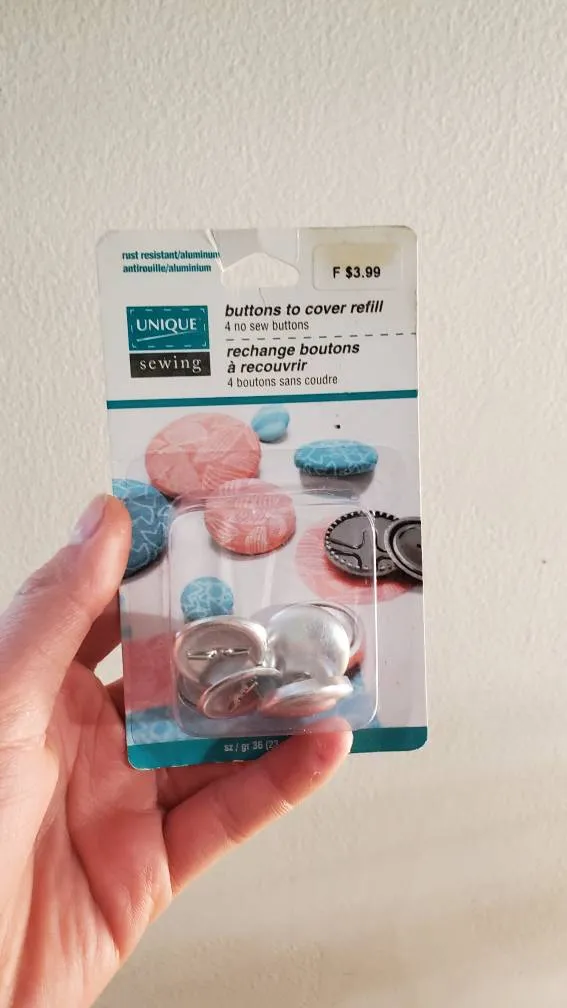 rust resistant/aluminum
antirouille/aluminium
F $3.99
UNIQUE
sewing
buttons to cover refill
4 no sew buttons
rechange boutons
à recouvrir
4 boutons sans coudre
sz / gr 36